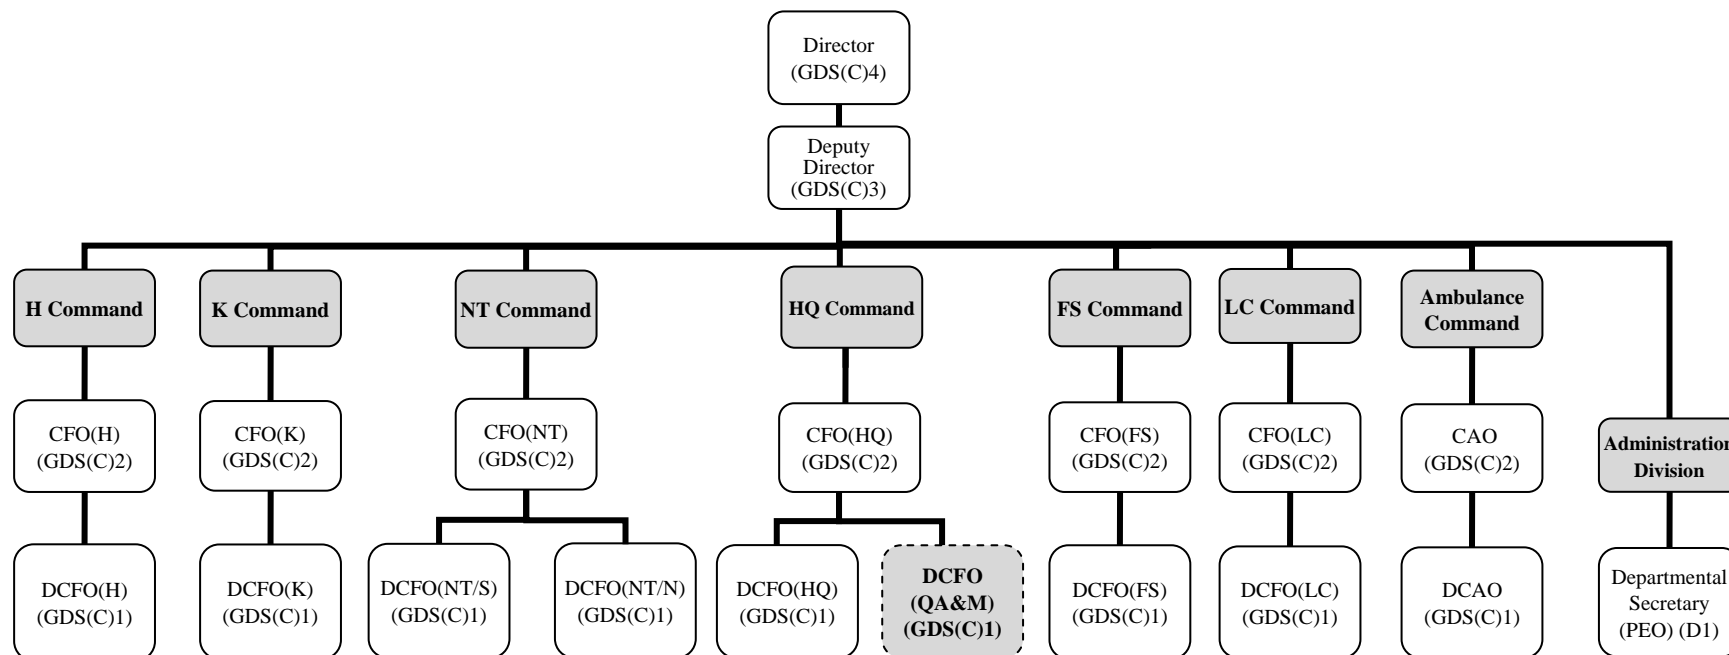 Director
(GDS(C)4)
Deputy
Director
(GDS(C)3)
H Command
K Command
NT Command
HQ Command
FS Command
LC Command
Ambulance
Command
CFO(H)
(GDS(C)2)
CFO(K)
(GDS(C)2)
CFO(NT)
(GDS(C)2)
CFO(HQ)
(GDS(C)2)
CFO(FS)
(GDS(C)2)
CFO(LC)
(GDS(C)2)
CAO
(GDS(C)2)
Administration
Division
DCFO(H)
(GDS(C)1)
DCFO(K)
(GDS(C)1)
DCFO(NT/S)
(GDS(C)1)
DCFO(NT/N)
(GDS(C)1)
DCFO(HQ)
(GDS(C)1)
DCFO
(QA&M)
(GDS(C)1)
DCFO(FS)
(GDS(C)1)
DCFO(LC)
(GDS(C)1)
DCAO
(GDS(C)1)
Departmental
Secretary
(PEO) (D1)